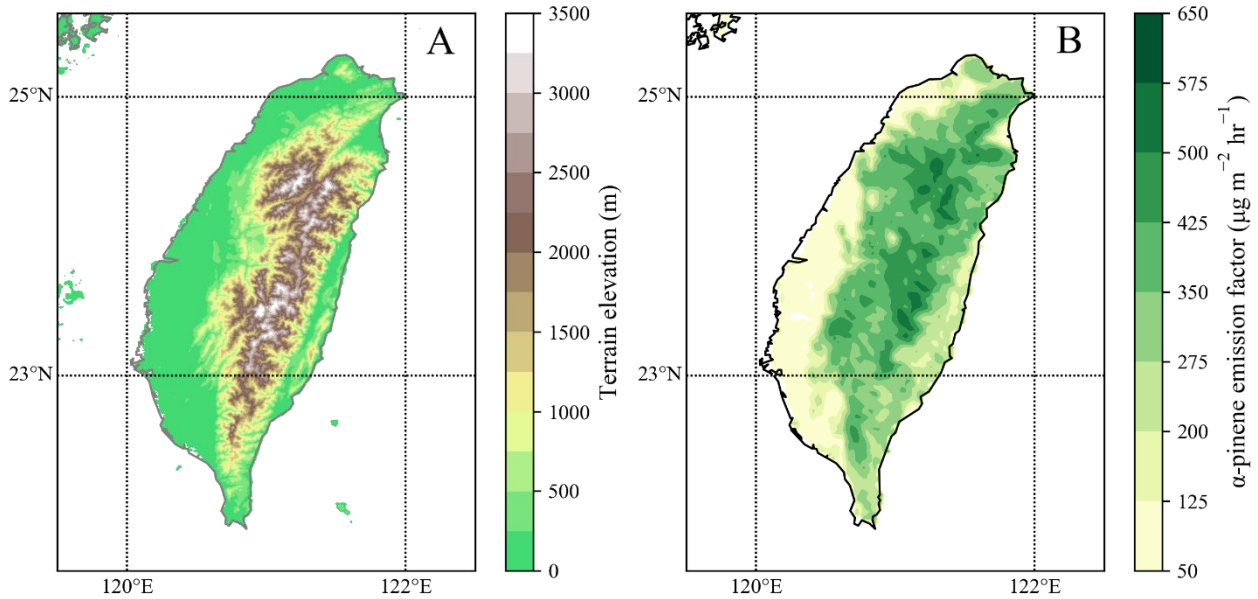 A
25°N
23°N
120°E
122°E
3500
3000
2500
2000
1500
1000
500
0
Terrain elevation (m)
B
25°N
23°N
120°E
122°E
650
575
500
425
350
275
200
125
50
α-pinene emission factor (μg m⁻² hr⁻¹)